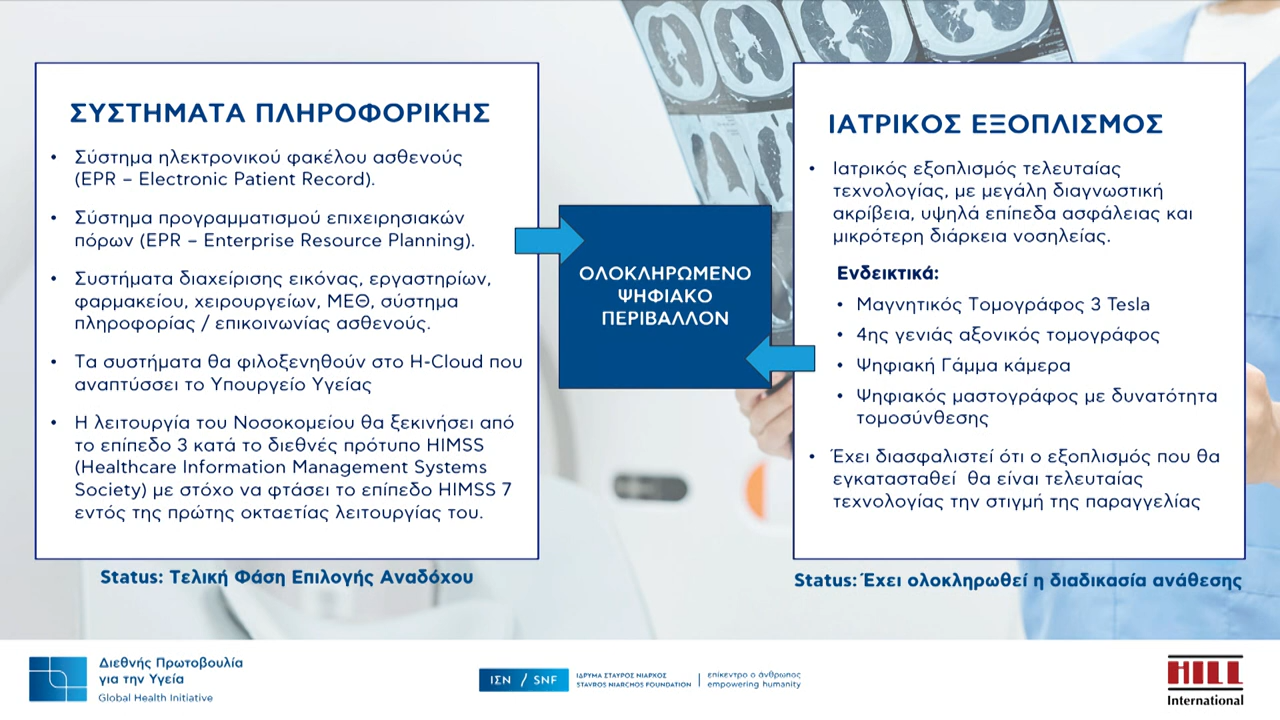 ΣΥΣΤΗΜΑΤΑ ΠΛΗΡΟΦΟΡΙΚΗΣ
• Σύστημα ηλεκτρονικού φακέλου ασθενούς
(EPR – Electronic Patient Record).
• Σύστημα προγραμματισμού επιχειρησιακών
πόρων (EPR – Enterprise Resource Planning).
• Συστήματα διαχείρισης εικόνας, εργαστηρίων,
φαρμακείου, χειρουργείων, ΜΕΘ, σύστημα
πληροφορίας / επικοινωνίας ασθενούς.
• Τα συστήματα θα φιλοξενηθούν στο H-Cloud που
αναπτύσσει το Υπουργείο Υγείας
• Η λειτουργία του Νοσοκομείου θα ξεκινήσει από
το επίπεδο 3 κατά το διεθνές πρότυπο HIMSS
(Healthcare Information Management Systems
Society) με στόχο να φτάσει το επίπεδο HIMSS 7
εντός της πρώτης οκταετίας λειτουργίας του.
Status: Τελική Φάση Επιλογής Αναδόχου
ΟΛΟΚΛΗΡΩΜΕΝΟ
ΨΗΦΙΑΚΟ
ΠΕΡΙΒΑΛΛΟΝ
ΙΑΤΡΙΚΟΣ ΕΞΟΠΛΙΣΜΟΣ
• Ιατρικός εξοπλισμός τελευταίας
τεχνολογίας, με μεγάλη διαγνωστική
ακρίβεια, υψηλά επίπεδα ασφάλειας και
μικρότερη διάρκεια νοσηλείας.
Ενδεικτικά:
• Μαγνητικός Τομογράφος 3 Tesla
• 4ης γενιάς αξονικός τομογράφος
• Ψηφιακή Γάμμα κάμερα
• Ψηφιακός μαστογράφος με δυνατότητα
τομοσύνθεσης
• Έχει διασφαλιστεί ότι ο εξοπλισμός που θα
εγκατασταθεί θα είναι τελευταίας
τεχνολογίας την στιγμή της παραγγελίας
Status: Έχει ολοκληρωθεί η διαδικασία ανάθεσης
Διεθνής Πρωτοβουλία
για την Υγεία
Global Health Initiative
ΙΣΝ / SNF
ΙΔΡΥΜΑ ΣΤΑΥΡΟΣ ΝΙΑΡΧΟΣ
STAVROS NIARCHOS FOUNDATION
επίκεντρο ο άνθρωπος
empowering humanity
HILL
International